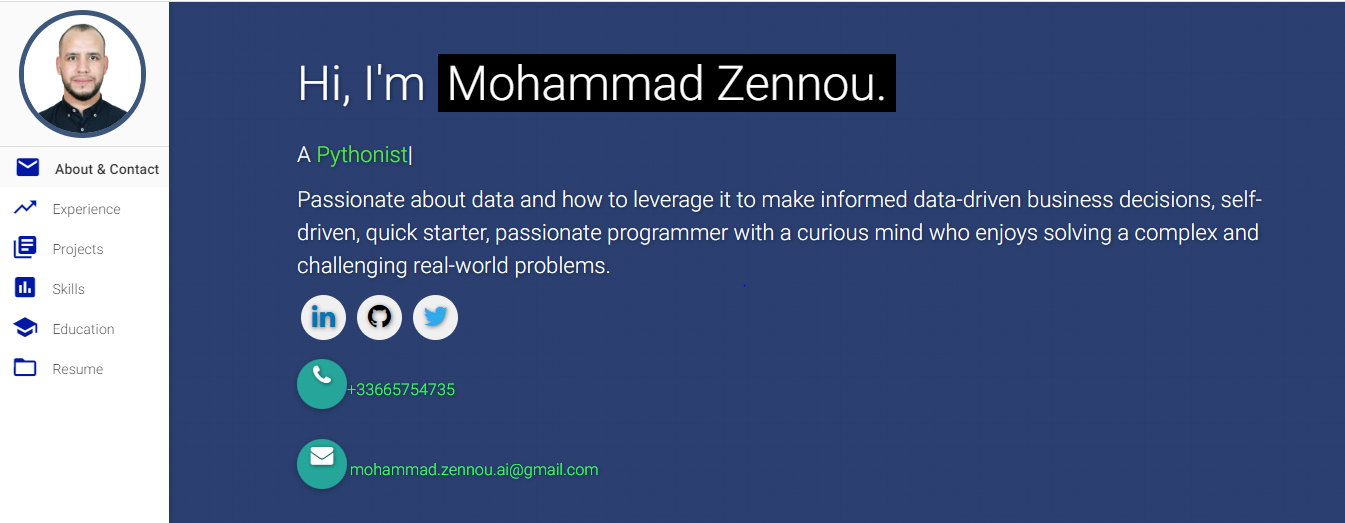 About & Contact
Experience
Projects
Skills
Education
Resume
Hi, I'm Mohammad Zennou.
A Pythonist|
Passionate about data and how to leverage it to make informed data-driven business decisions, self-
driven, quick starter, passionate programmer with a curious mind who enjoys solving a complex and
challenging real-world problems.
in
+33665754735
mohammad.zennou.ai@gmail.com